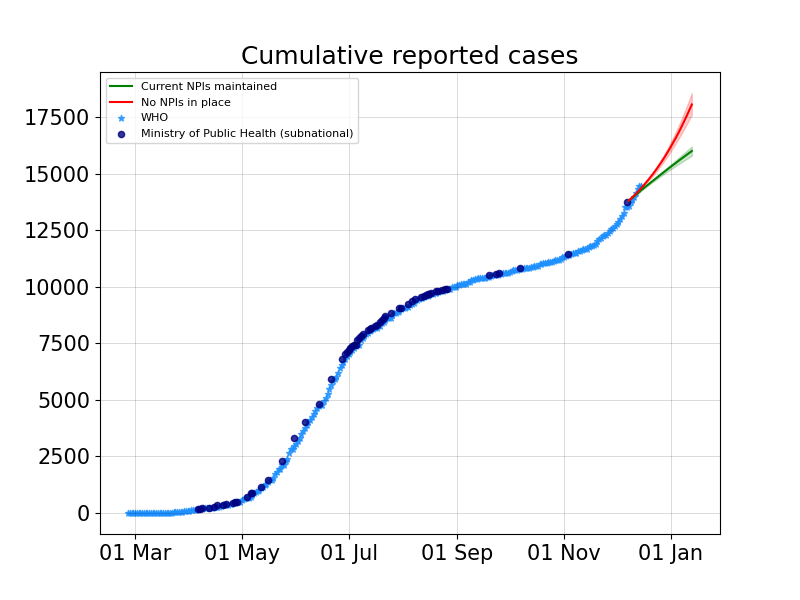 Cumulative reported cases
Current NPIs maintained
No NPIs in place
WHO
Ministry of Public Health (subnational)
17500
15000
12500
10000
7500
5000
2500
0
01 Mar 01 May 01 Jul 01 Sep 01 Nov 01 Jan